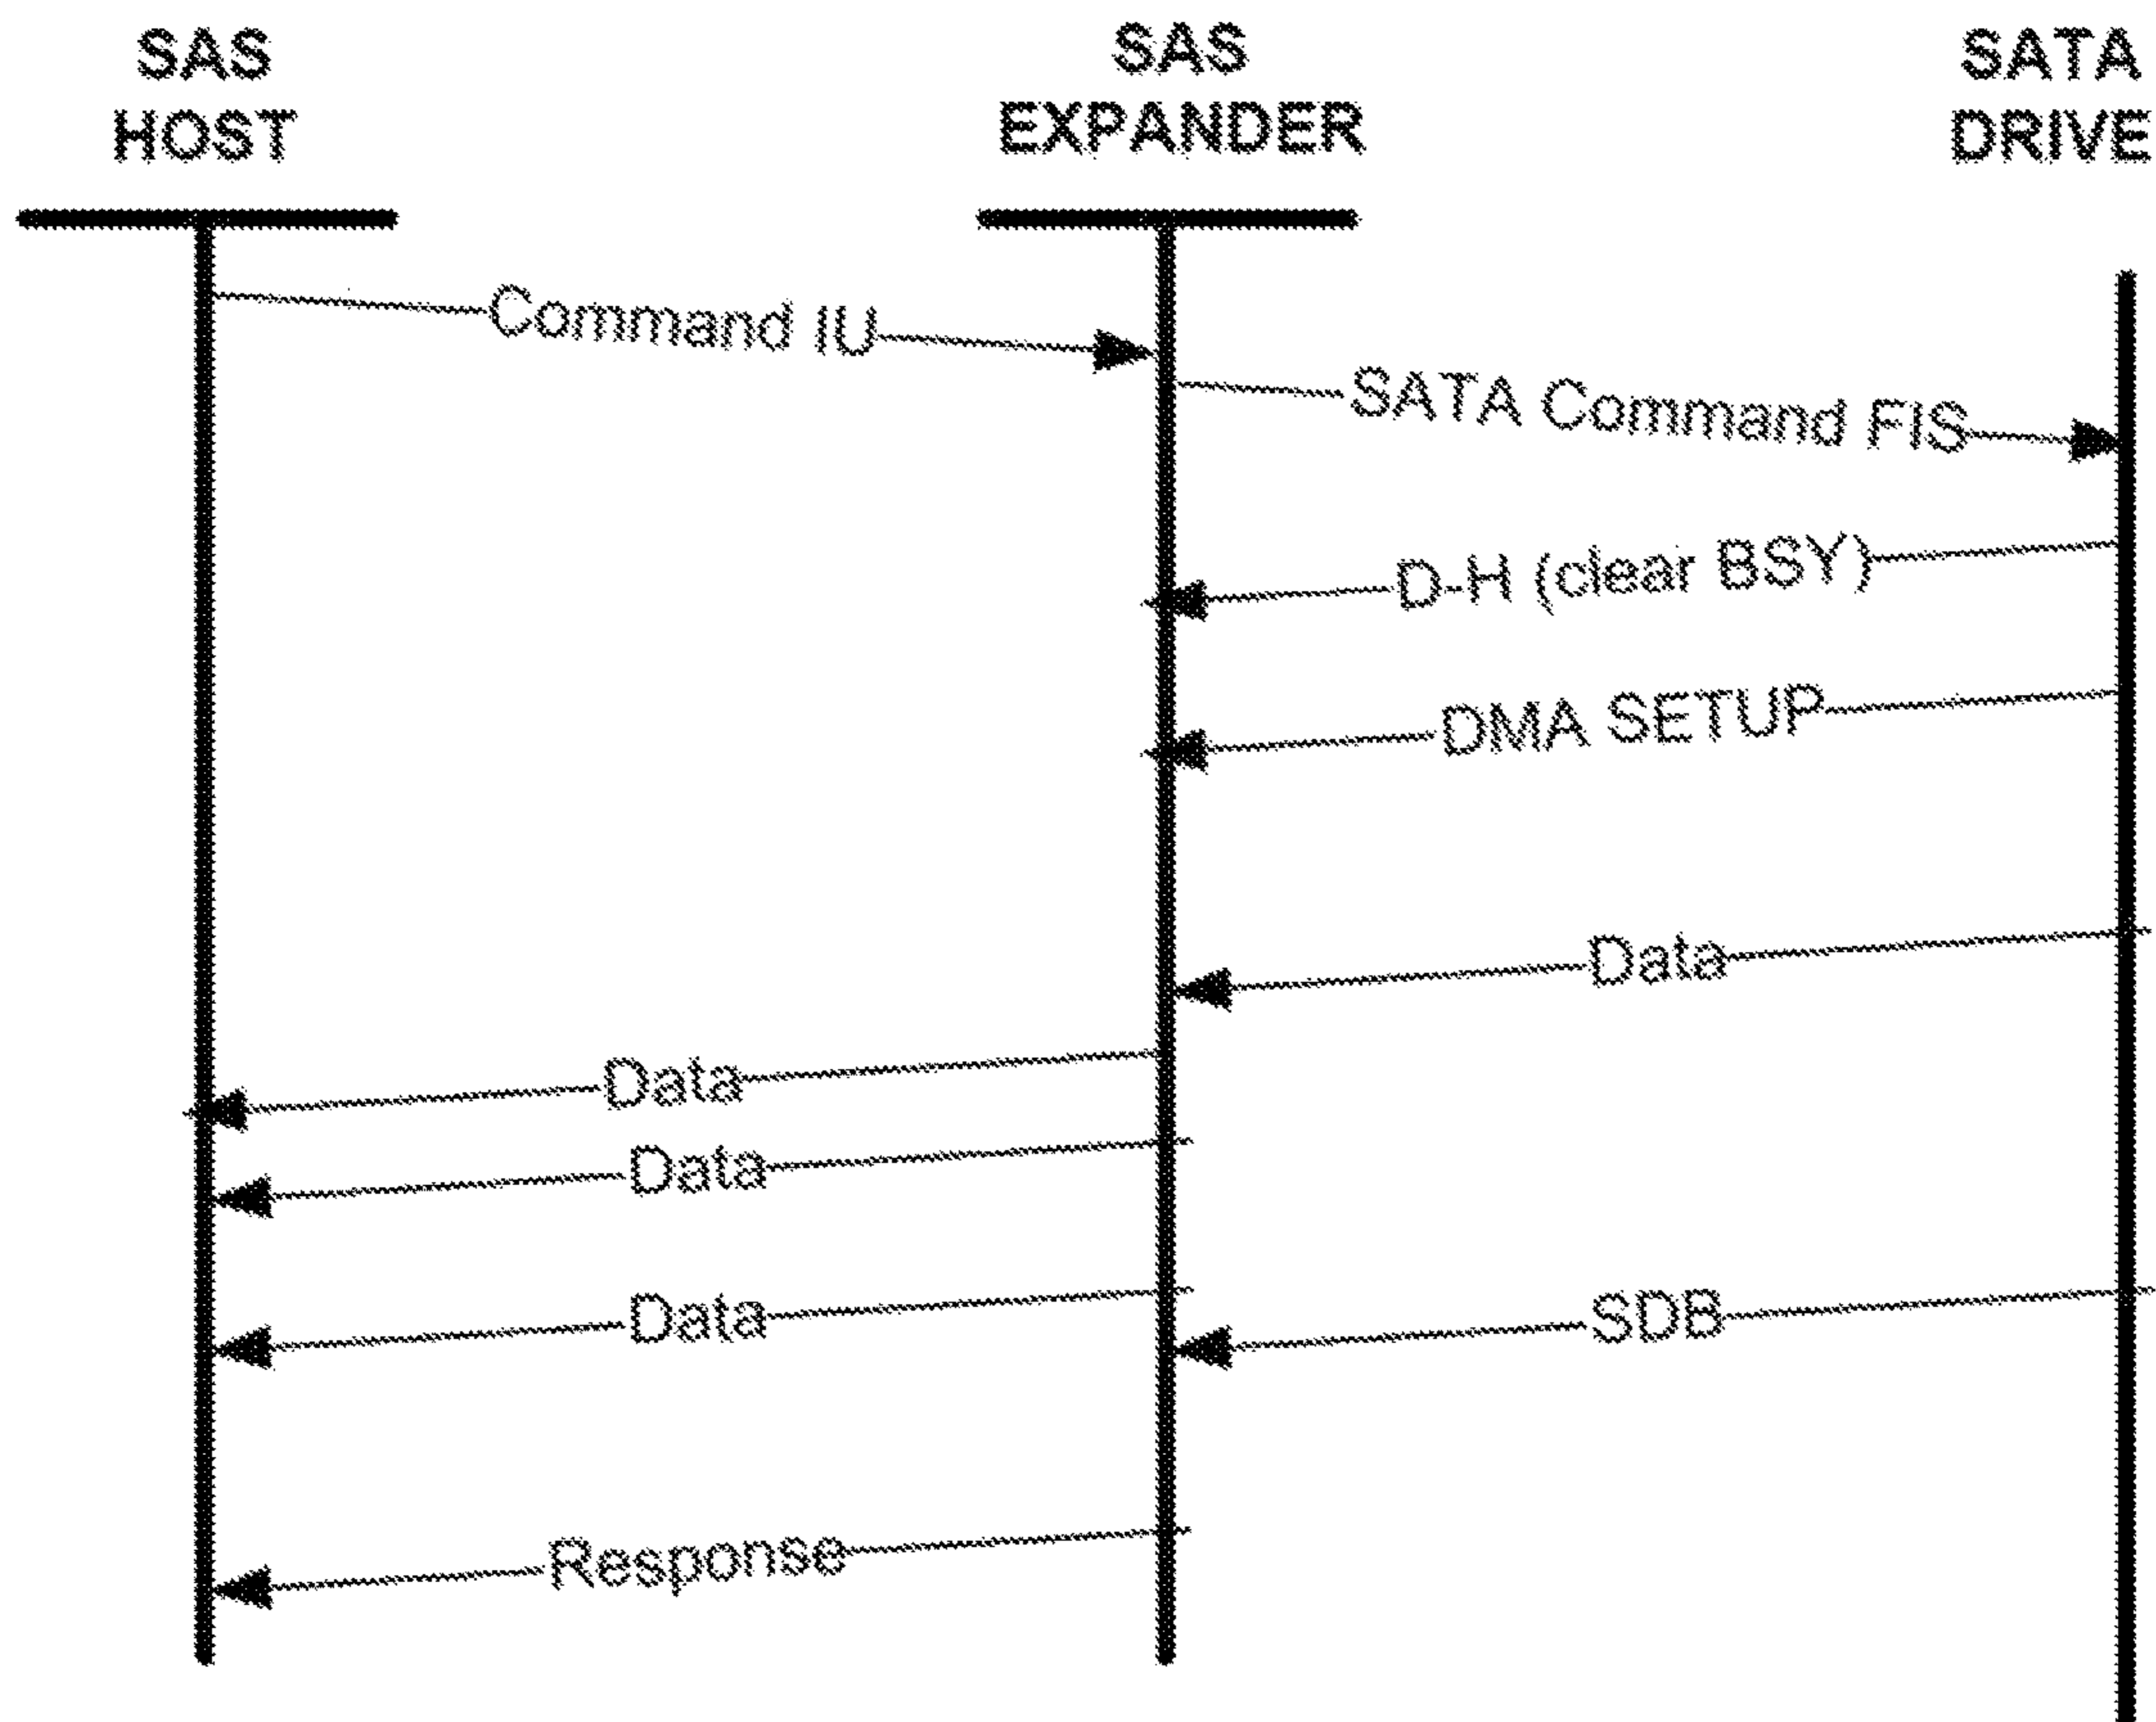 SAS
HOST
SAS
EXPANDER
SATA
DRIVE
Command IU
SATA Command FIS
D-H (clear BSY)
DMA SETUP
Data
Data
Data
Data
SDB
Response